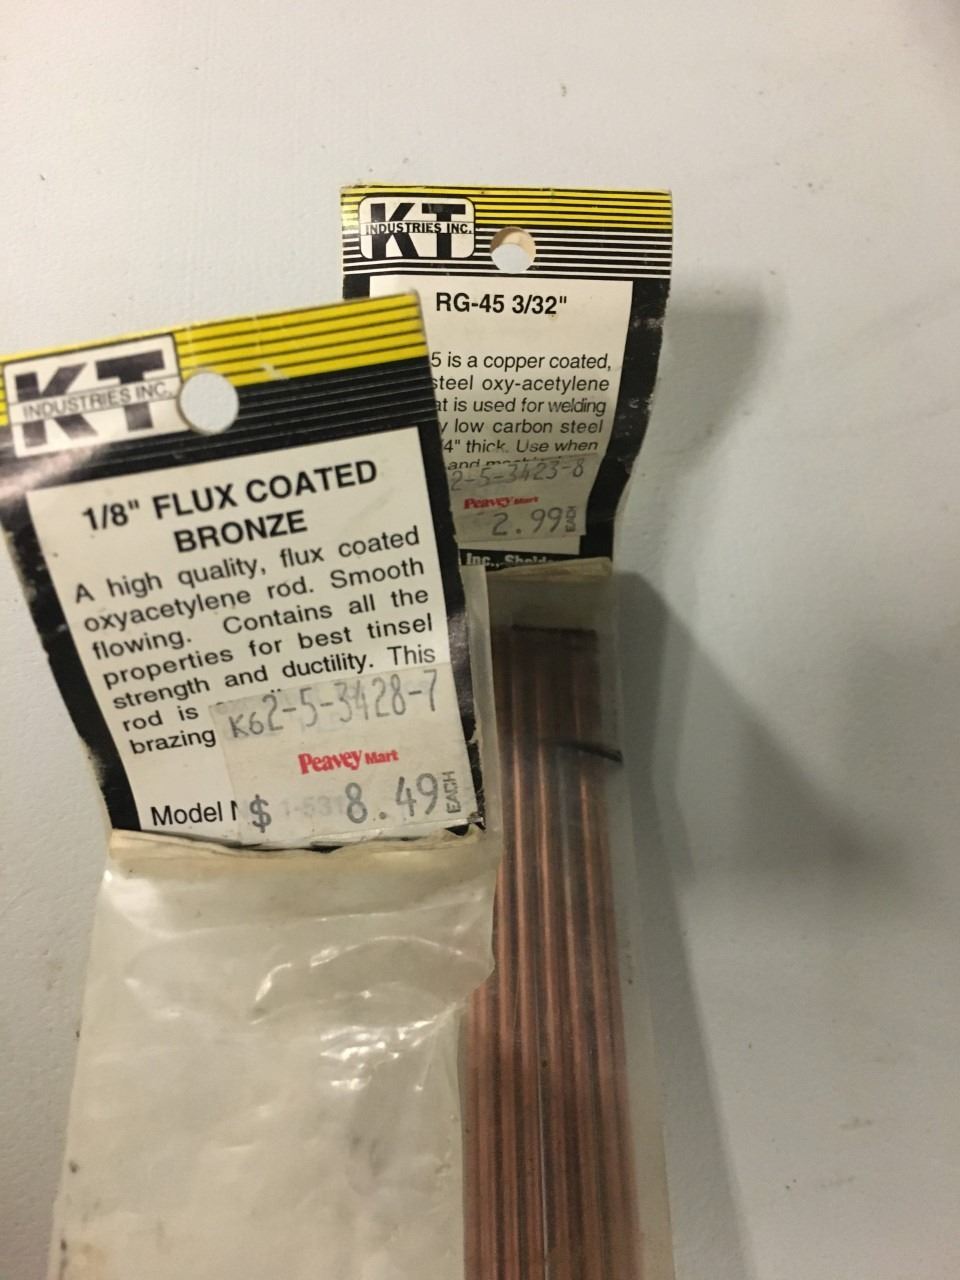 KT
INDUSTRIES INC.
RG-45 3/32"
5 is a copper coated,
steel oxy-acetylene
at is used for welding
y low carbon steel
/4" thick. Use when
and
2-5-3423-8
Peavey Mart
2.99 EACH
Inc.,
KT
INDUSTRIES INC.
1/8" FLUX COATED
BRONZE
A high quality, flux coated
oxyacetylene rod. Smooth
flowing. Contains all the
properties for best tinsel
strength and ductility. This
rod is
brazing
K62-5-3428-7
Peavey Mart
Model
$ 8.49 EACH